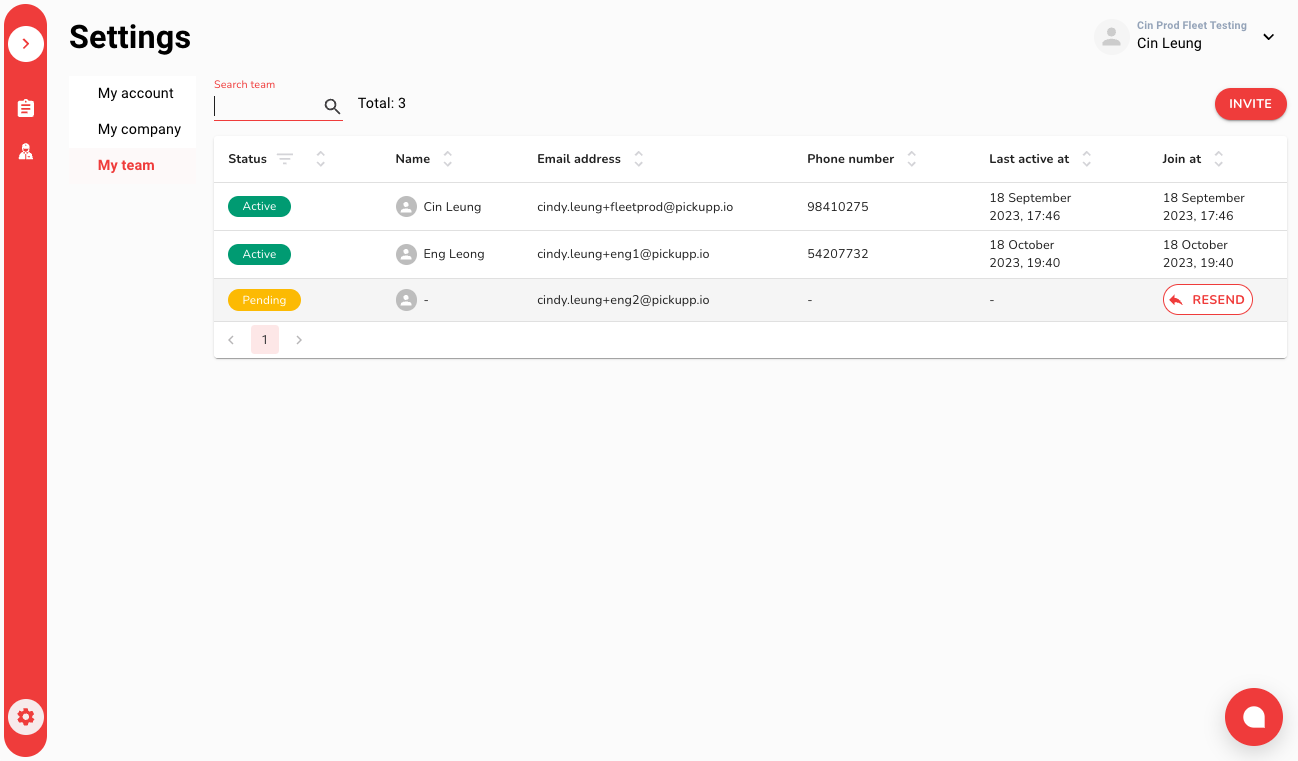 Settings
Cin Prod Fleet Testing
Cin Leung
My account
My company
My team
Search team
Total: 3
INVITE
Status Name Email address Phone number Last active at Join at
Active Cin Leung cindy.leung+fleetprod@pickupp.io 98410275 18 September 2023, 17:46 18 September 2023, 17:46
Active Eng Leong cindy.leung+eng1@pickupp.io 54207732 18 October 2023, 19:40 18 October 2023, 19:40
Pending - cindy.leung+eng2@pickupp.io - - RESEND
1